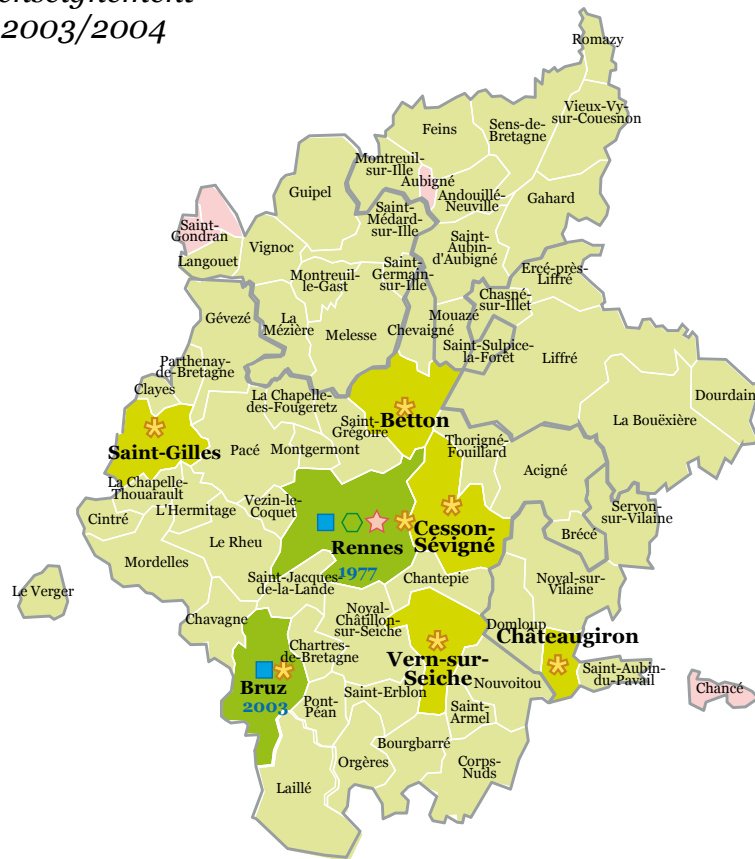 enseignement
2003/2004
Romazy
Vieux-Vy-
sur-Couesnon
Sens-de-
Bretagne
Feins
Montreuil-
sur-Ille
Aubigné
Andouillé-
Neuville
Gahard
Guipel
Saint-
Médard-
sur-Ille
Saint-
Gondran
Langouet
Vignoc
Saint-
Aubin-
d'Aubigné
Montreuil-
le-Gast
Saint-
Germain-
sur-Ille
Ercé-près-
Liffré
Chasné-
sur-Illet
Gévezé
La
Mézière
Melesse
Chevaigné
Mouazé
Saint-Sulpice-
la-Forêt
Liffré
Parthenay-
de-Bretagne
Clayes
La Chapelle-
des-Fougeretz
Saint-
Grégoire
Betton
Dourdain
La Bouëxière
Saint-Gilles
Pacé
Montgermont
Thorigné-
Fouillard
Acigné
La Chapelle-
Thouarault
L'Hermitage
Vezin-le-
Coquet
Cintré
Servon-
sur-Vilaine
Cesson-
Sévigné
Brécé
Rennes
1977
Le Rheu
Mordelles
Le Verger
Saint-Jacques-
de-la-Lande
Chantepie
Noyal-sur-
Vilaine
Chavagne
Noyal-
Châtillon-
sur-Seiche
Domloup
Châteaugiron
Chartres-
de-Bretagne
Vern-sur-
Seiche
Saint-Aubin-
du-Pavail
Chancé
Bruz
2003
Pont-
Péan
Saint-Erblon
Nouvoitou
Saint-
Armel
Bourgbarré
Orgères
Corps-
Nuds
Laillé